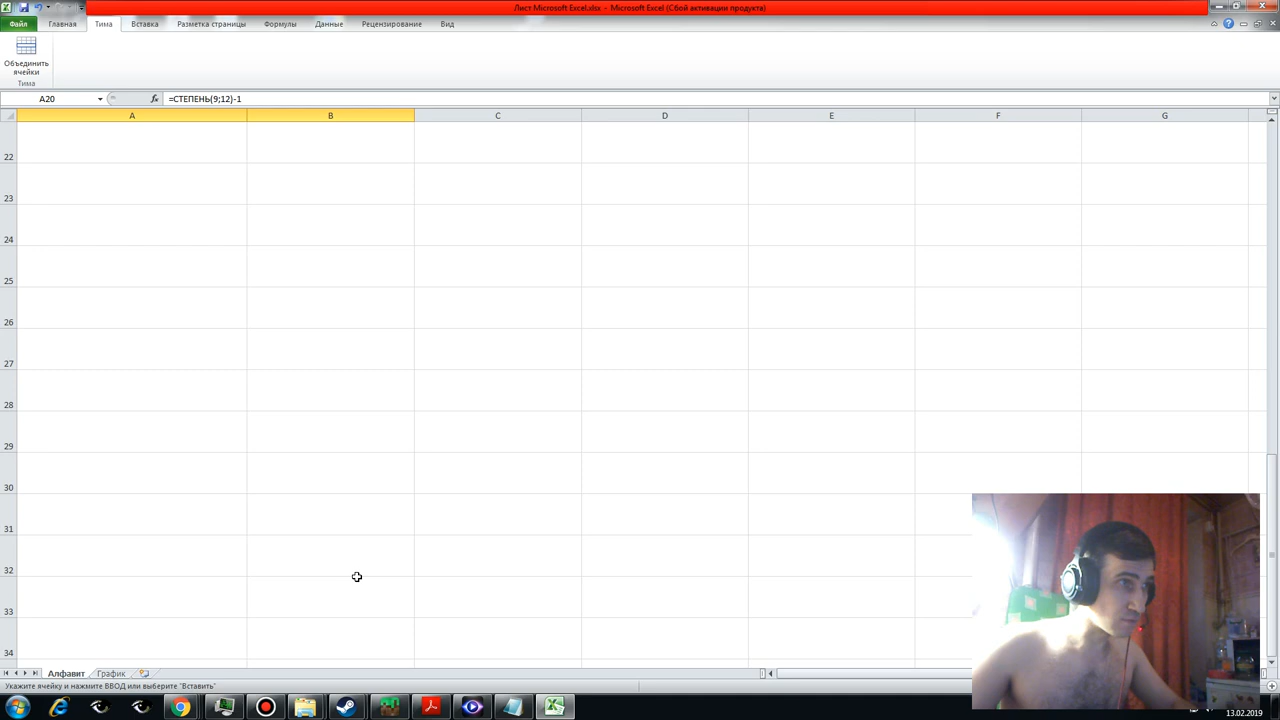 Лист Microsoft Excel.xlsx - Microsoft Excel (Сбой активации продукта)
Файл Главная Тима Вставка Разметка страницы Формулы Данные Рецензирование Вид
Объединить
ячейки
Тима
A20 fx =СТЕПЕНЬ(9;12)-1
A B C D E F G
22
23
24
25
26
27
28
29
30
31
32
33
34
Алфавит График
Укажите ячейку и нажмите ВВОД или выберите "Вставить"
13.02.2019